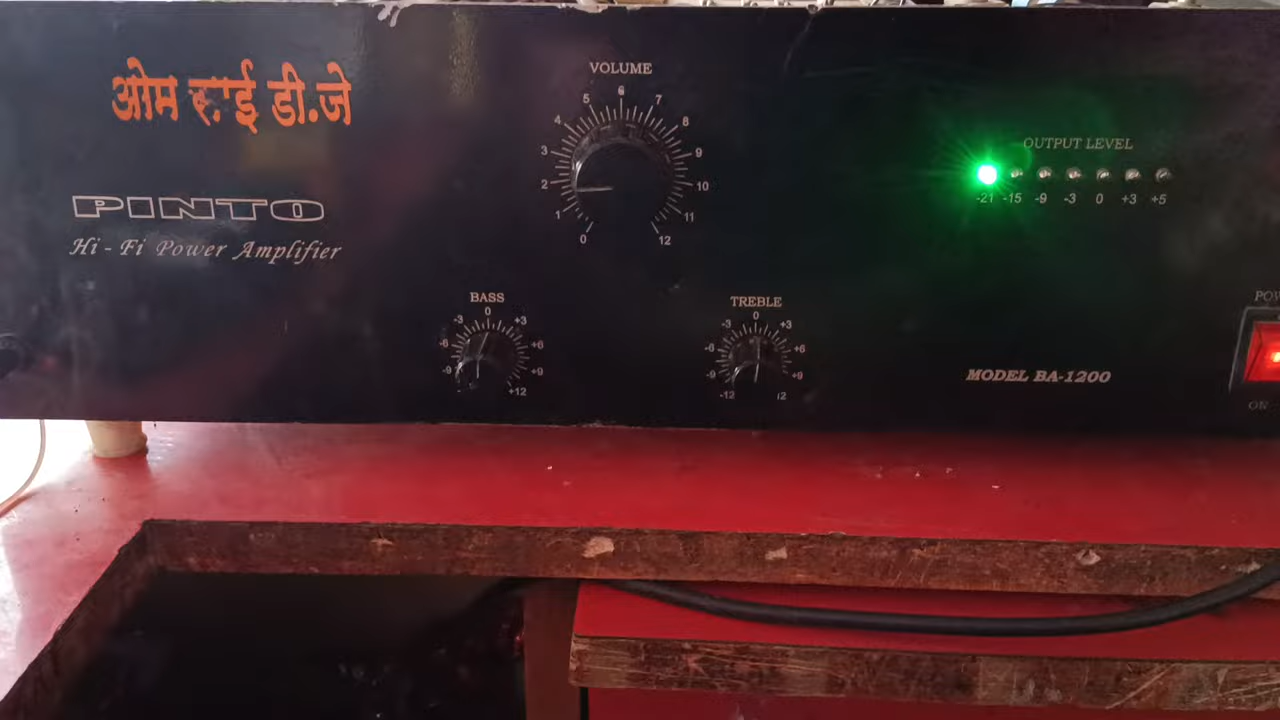 ओम साई डी.जे
PINTO
Hi - Fi Power Amplifier
VOLUME
0 1 2 3 4 5 6 7 8 9 10 11 12
OUTPUT LEVEL
-21 -15 -9 -3 0 +3 +5
BASS
-6 -3 0 +3 +6 +9 +12
TREBLE
-12 -9 -6 -3 0 +3 +6 +9 12
MODEL BA-1200
ON